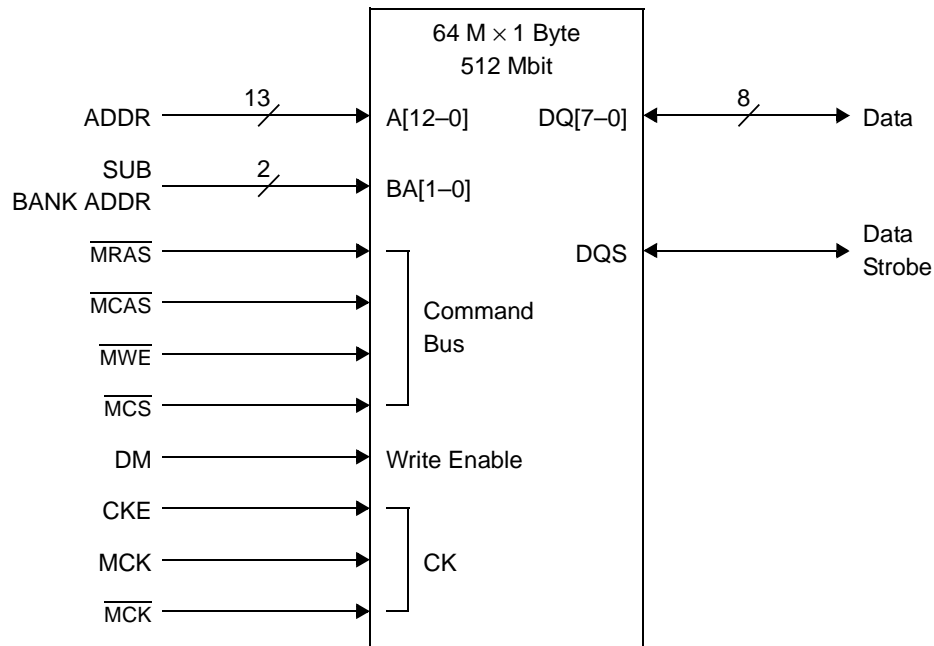 64 M × 1 Byte
512 Mbit
ADDR
13
A[12–0]
DQ[7–0]
8
Data
SUB
BANK ADDR
2
BA[1–0]
MRAS
DQS
Data
Strobe
MCAS
Command
Bus
MWE
MCS
DM
Write Enable
CKE
MCK
CK
MCK